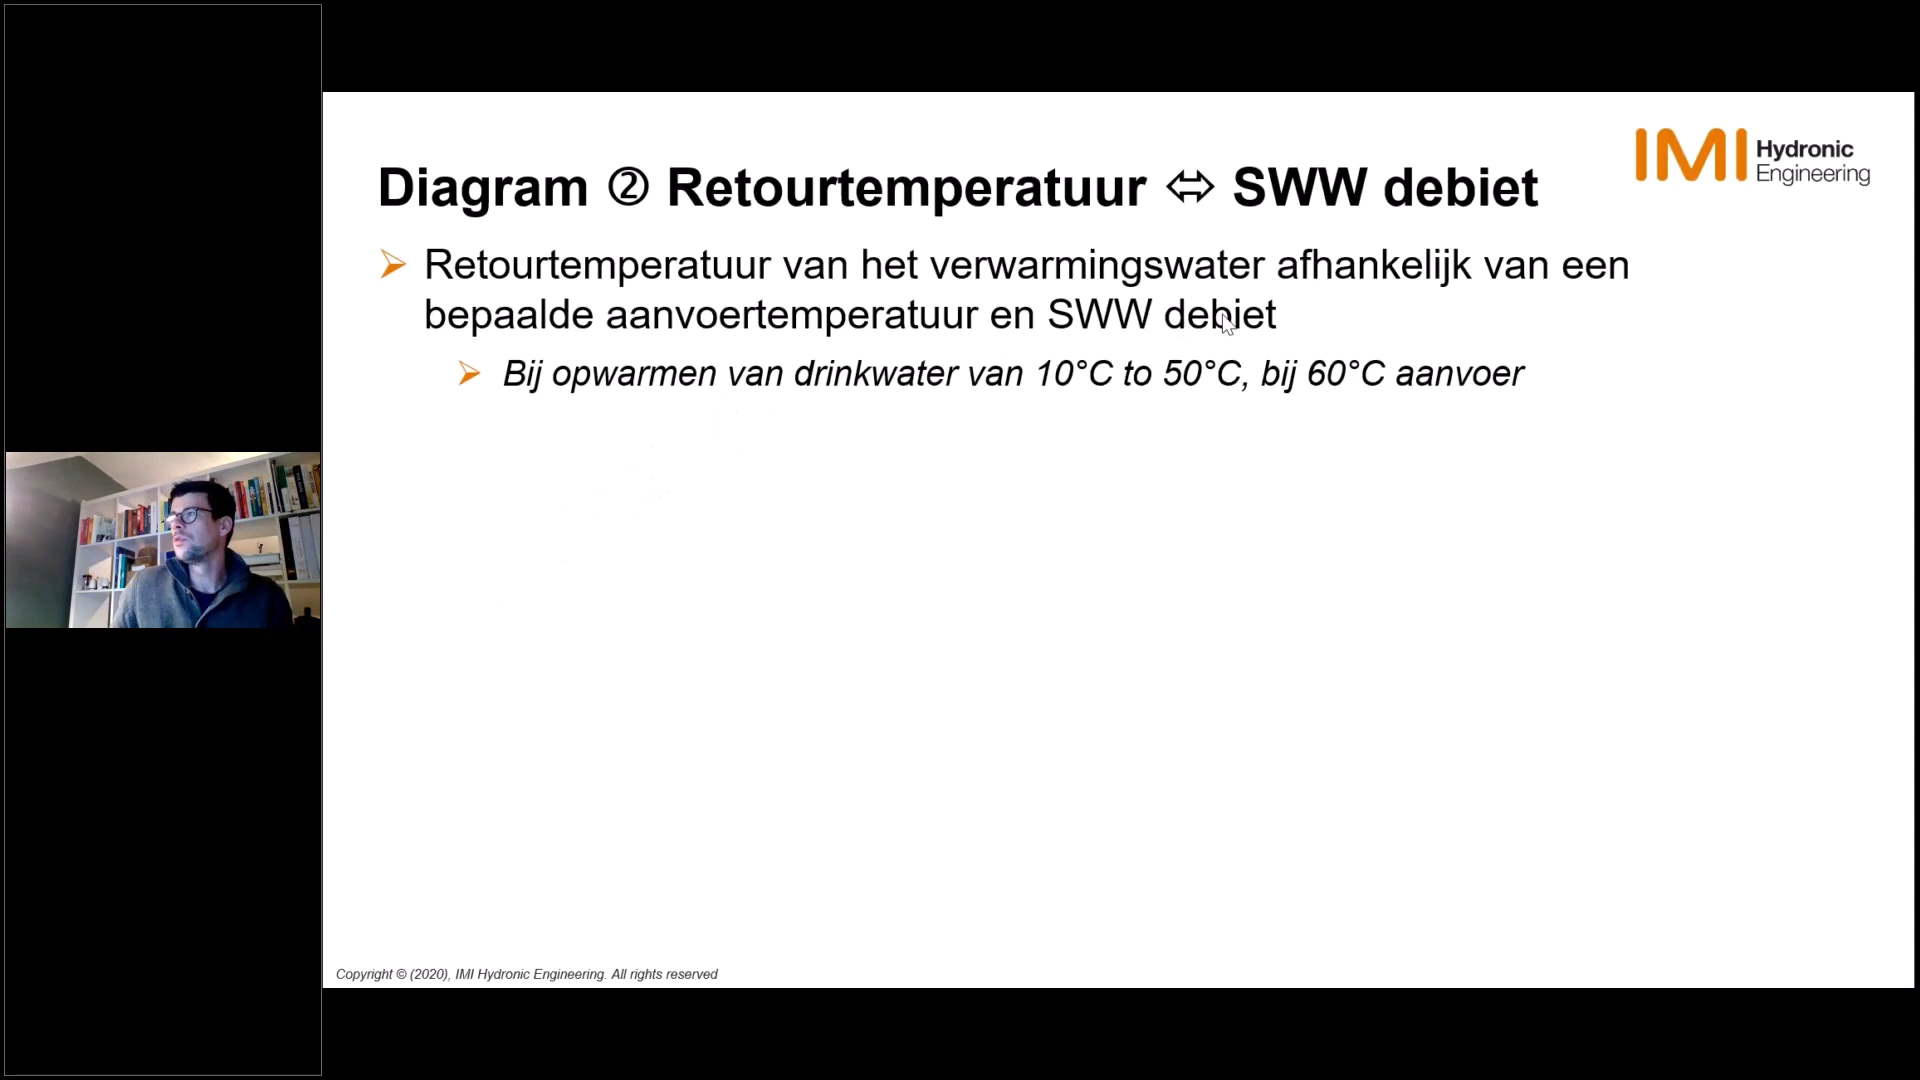 IMI Hydronic
Engineering
Diagram ② Retourtemperatuur ⬄ SWW debiet
Retourtemperatuur van het verwarmingswater afhankelijk van een
bepaalde aanvoertemperatuur en SWW debiet
Bij opwarmen van drinkwater van 10°C to 50°C, bij 60°C aanvoer
Copyright © (2020), IMI Hydronic Engineering. All rights reserved